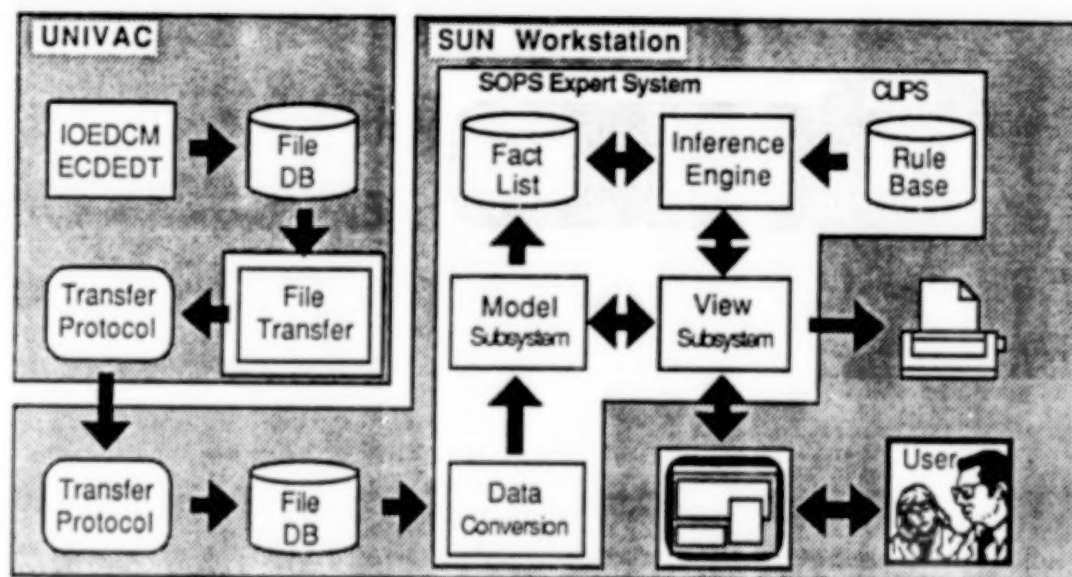 UNIVAC
IOEDCM
ECDEDT
File
DB
Transfer
Protocol
File
Transfer
SUN Workstation
SOPS Expert System
CLIPS
Fact
List
Inference
Engine
Rule
Base
Model
Subsystem
View
Subsystem
Transfer
Protocol
File
DB
Data
Conversion
User